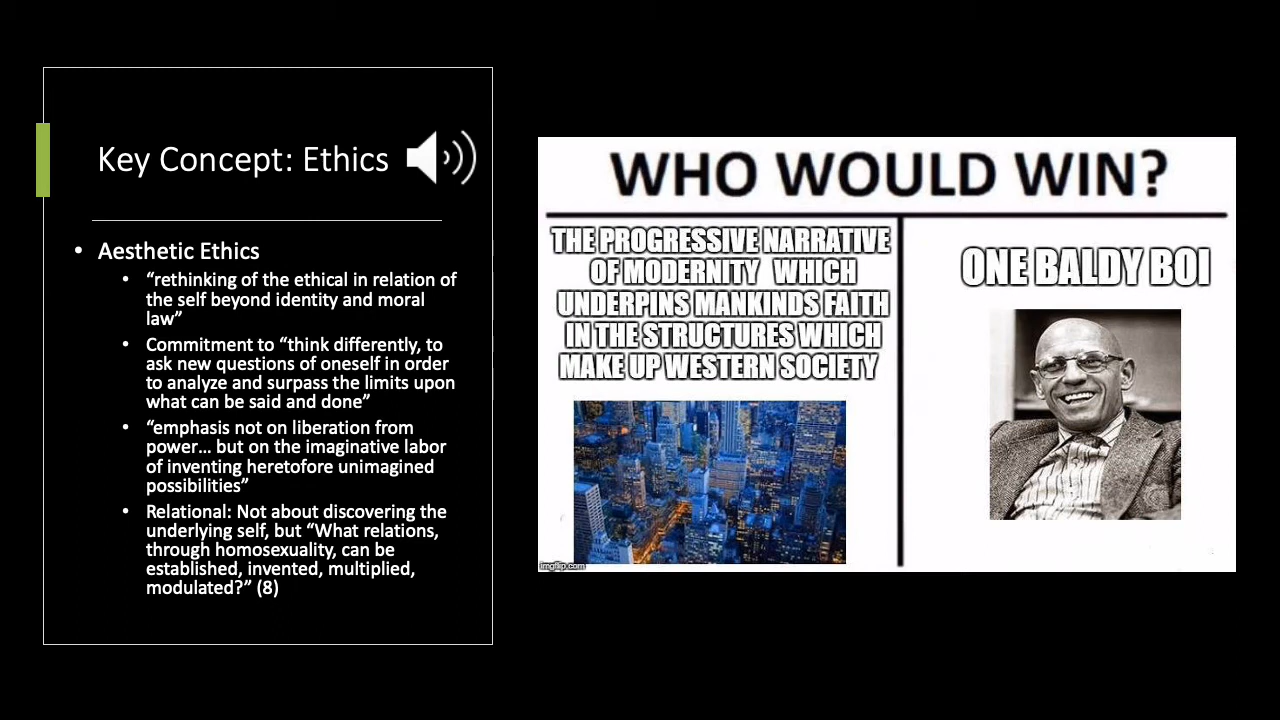 Key Concept: Ethics
• Aesthetic Ethics
• “rethinking of the ethical in relation of
the self beyond identity and moral
law”
• Commitment to “think differently, to
ask new questions of oneself in order
to analyze and surpass the limits upon
what can be said and done”
• “emphasis not on liberation from
power… but on the imaginative labor
of inventing heretofore unimagined
possibilities”
• Relational: Not about discovering the
underlying self, but “What relations,
through homosexuality, can be
established, invented, multiplied,
modulated?” (8)
WHO WOULD WIN?
THE PROGRESSIVE NARRATIVE
OF MODERNITY WHICH
UNDERPINS MANKINDS FAITH
IN THE STRUCTURES WHICH
MAKE UP WESTERN SOCIETY
ONE BALDY BOI
imgflip.com